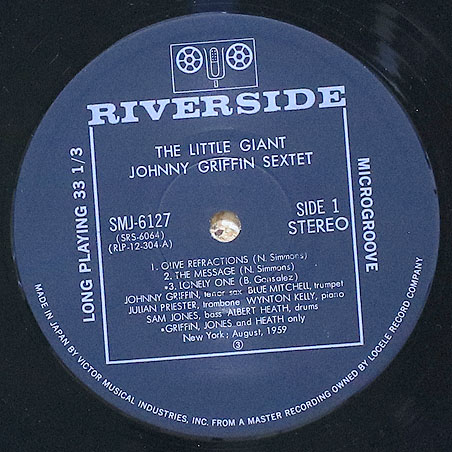 RIVERSIDE
THE LITTLE GIANT
JOHNNY GRIFFIN SEXTET
LONG PLAYING 33 1/3
MICROGROOVE
SMJ-6127
(SRS-6064)
(RLP-12-304-A)
SIDE 1
STEREO
1. OLIVE REFRACTIONS (N. Simmons)
2. THE MESSAGE (N. Simmons)
*3. LONELY ONE (B. Gonzalez)
JOHNNY GRIFFIN, tenor sax BLUE MITCHELL, trumpet
JULIAN PRIESTER, trombone WYNTON KELLY, piano
SAM JONES, bass ALBERT HEATH, drums
*GRIFFIN, JONES and HEATH only
New York; August, 1959
3
MADE IN JAPAN BY VICTOR MUSICAL INDUSTRIES, INC. FROM A MASTER RECORDING OWNED BY LOCELE RECORD COMPANY